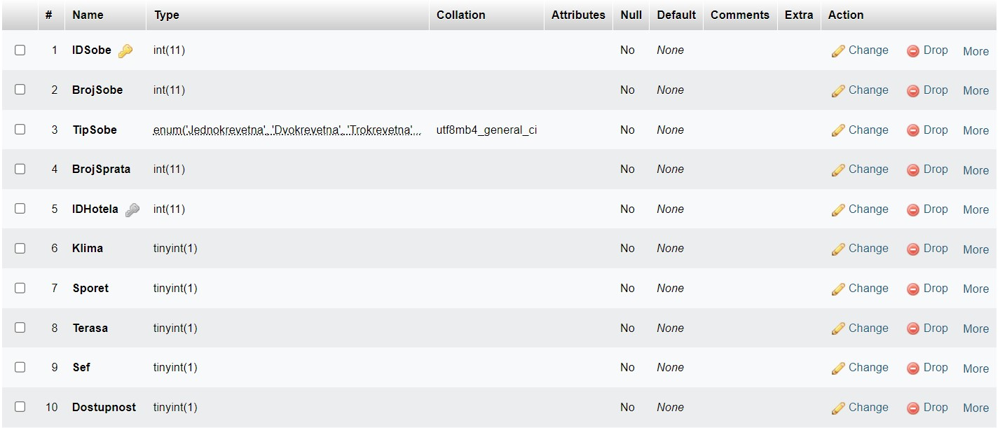 # Name Type Collation Attributes Null Default Comments Extra Action
1 IDSobe int(11) No None Change Drop More
2 BrojSobe int(11) No None Change Drop More
3 TipSobe enum('Jednokrevetna', 'Dvokrevetna', 'Trokrevetna'... utf8mb4_general_ci No None Change Drop More
4 BrojSprata int(11) No None Change Drop More
5 IDHotela int(11) No None Change Drop More
6 Klima tinyint(1) No None Change Drop More
7 Sporet tinyint(1) No None Change Drop More
8 Terasa tinyint(1) No None Change Drop More
9 Sef tinyint(1) No None Change Drop More
10 Dostupnost tinyint(1) No None Change Drop More